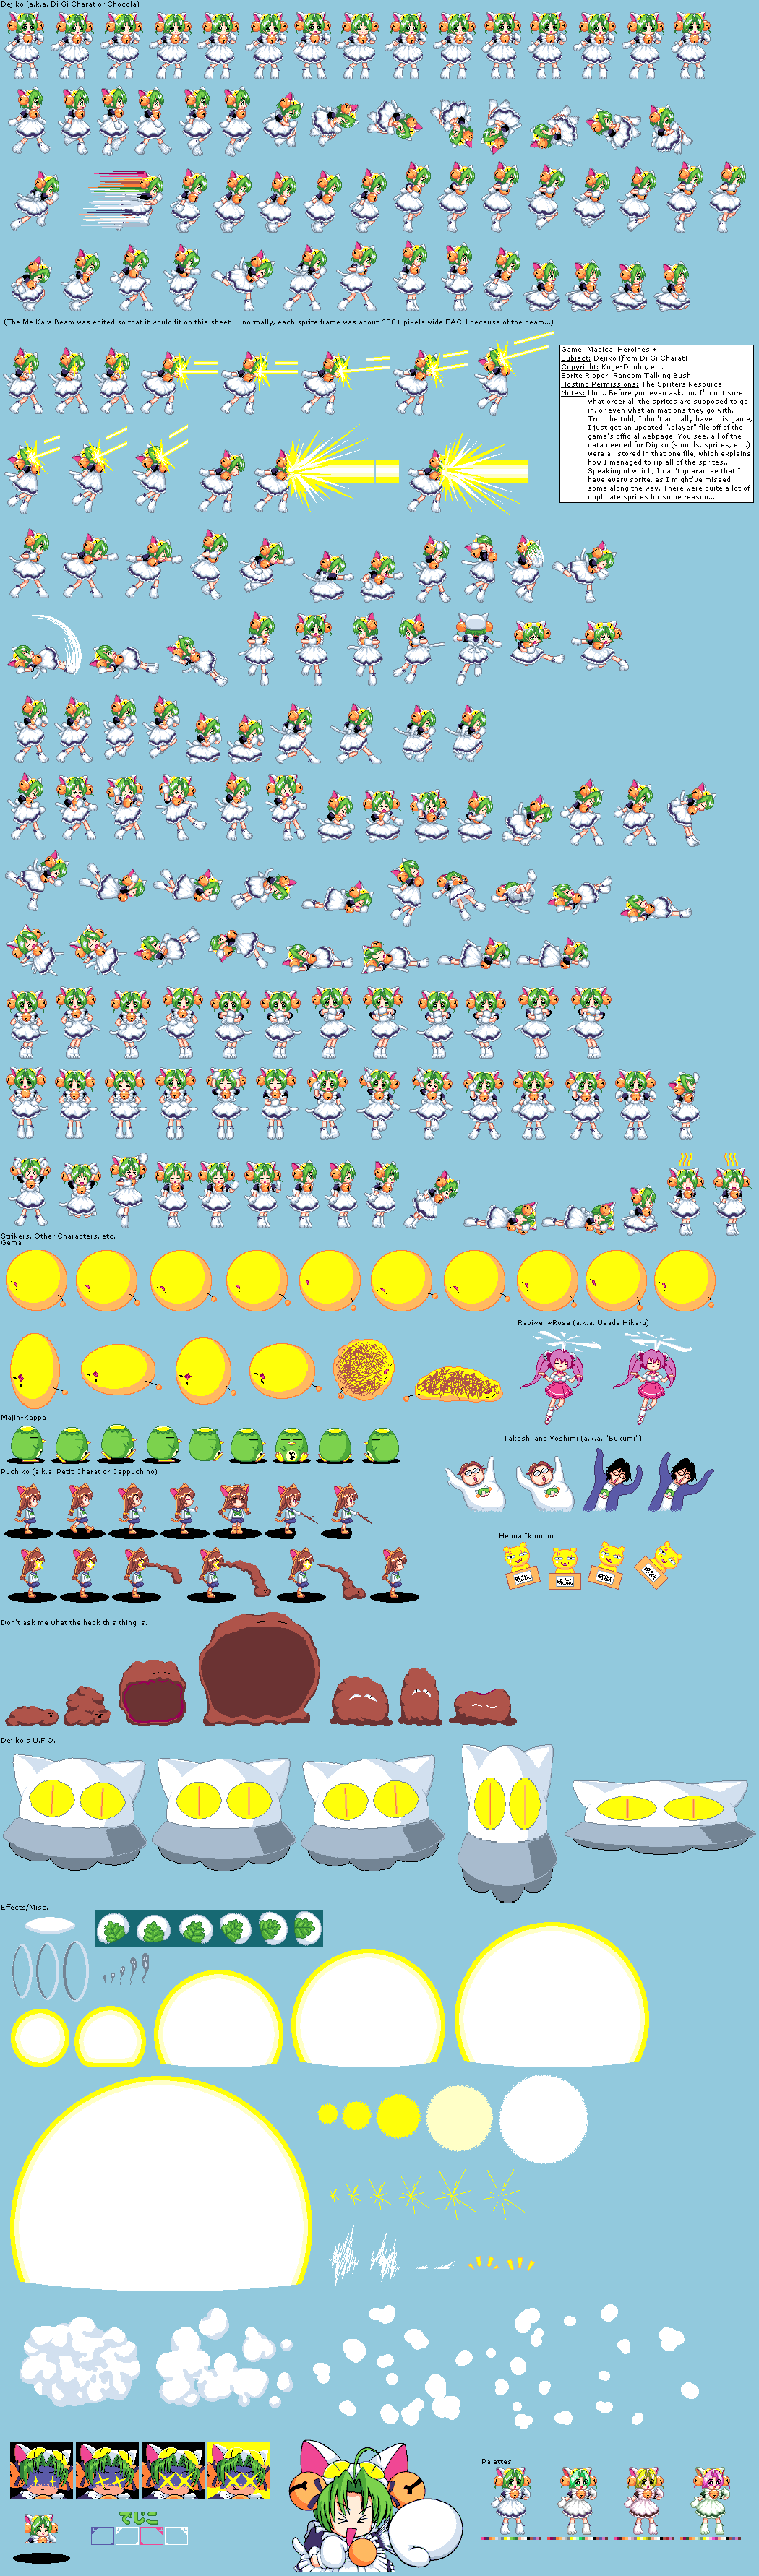 Dejiko (a.k.a. Di Gi Charat or Chocola)
(The Me Kara Beam was edited so that it would fit on this sheet -- normally, each sprite frame was about 600+ pixels wide EACH because of the beam...)
Game: Magical Heroines +
Subject: Dejiko (from Di Gi Charat)
Copyright: Koge-Donbo, etc.
Sprite Ripper: Random Talking Bush
Hosting Permissions: The Spriters Resource
Notes: Um... Before you even ask, no, I'm not sure
what order all the sprites are supposed to go
in, or even what animations they go with.
Truth be told, I don't actually have this game,
I just got an updated ".player" file off of the
game's official webpage. You see, all of the
data needed for Digiko (sounds, sprites, etc.)
were all stored in that one file, which explains
how I managed to rip all of the sprites...
Speaking of which, I can't guarantee that I
have every sprite, as I might've missed
some along the way. There were quite a lot of
duplicate sprites for some reason...
Strikers, Other Characters, etc.
Gema
Rabi~en~Rose (a.k.a. Usada Hikaru)
Majin-Kappa
Takeshi and Yoshimi (a.k.a. "Bukumi")
Puchiko (a.k.a. Petit Charat or Cappuchino)
Henna Ikimono
Don't ask me what the heck this thing is.
Dejiko's U.F.O.
Effects/Misc.
Palettes
でじこ